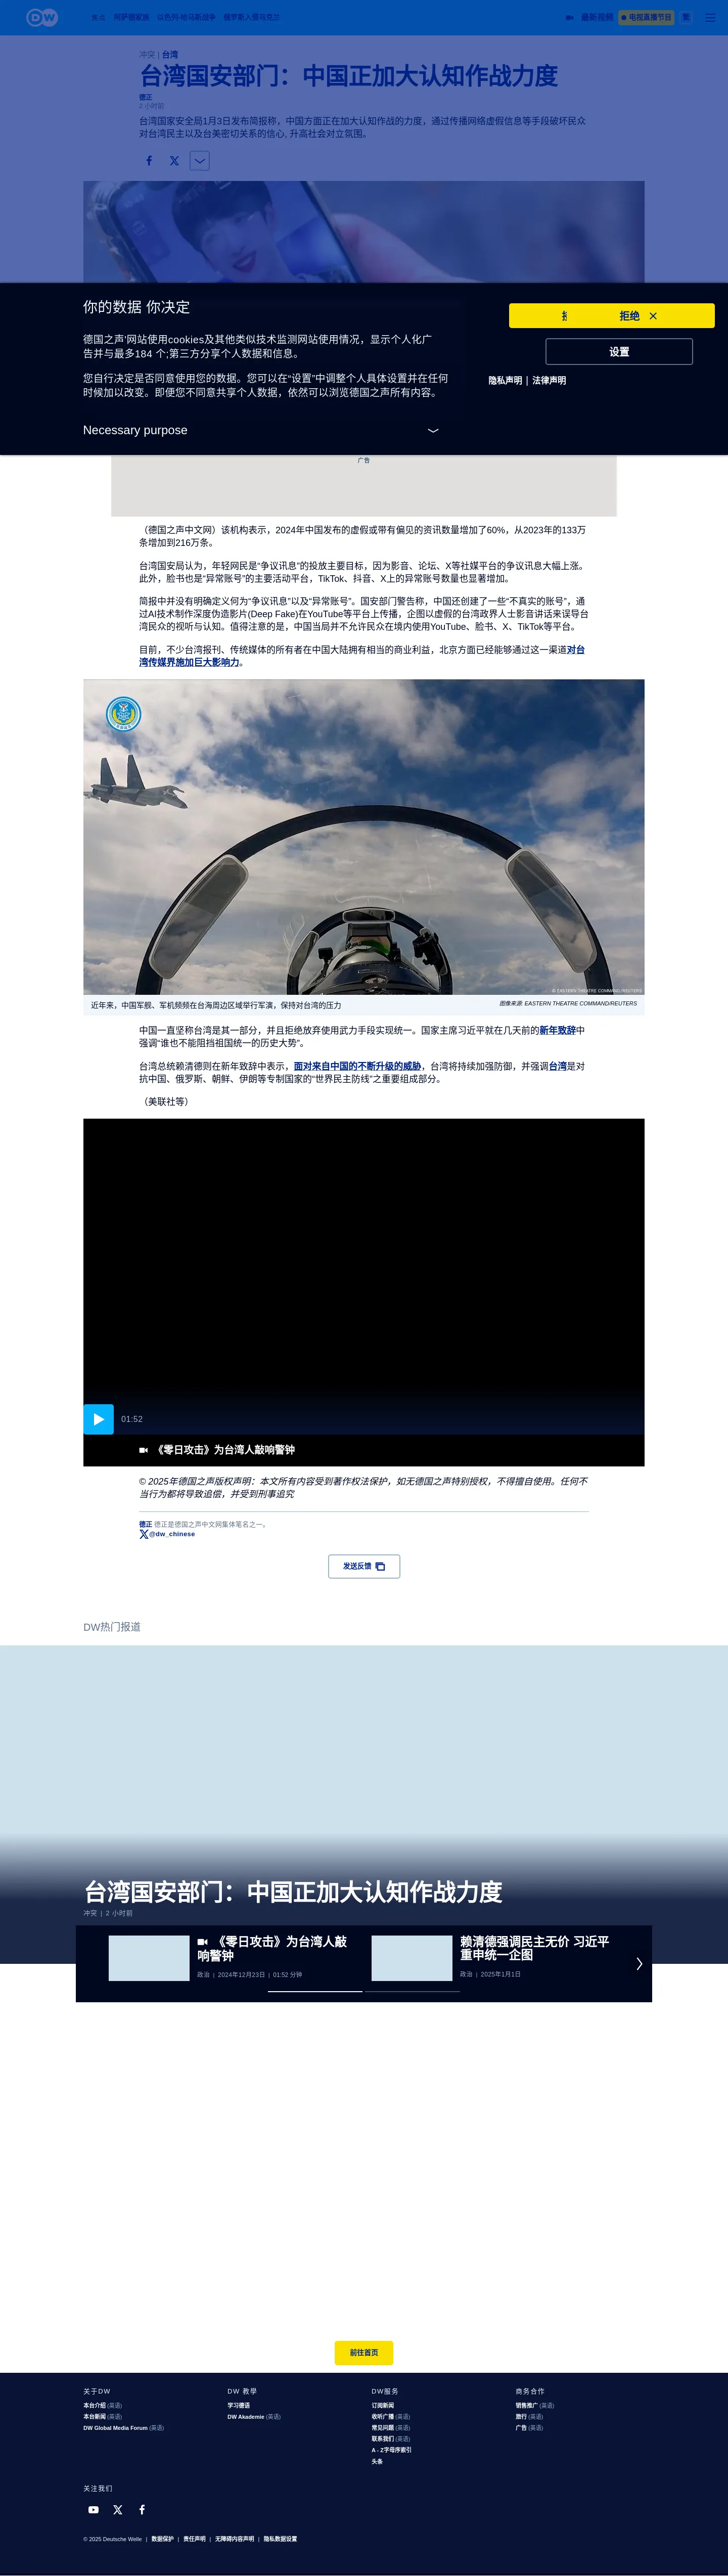 DW
焦点 阿萨德家族 以色列-哈马斯战争 俄罗斯入侵乌克兰
最新视频
电视直播节目
繁
冲突 | 台湾
台湾国安部门：中国正加大认知作战力度
德正
2 小时前
台湾国家安全局1月3日发布简报称，中国方面正在加大认知作战的力度，通过传播网络虚假信息等手段破坏民众
对台湾民主以及台美密切关系的信心, 升高社会对立氛围。
你的数据 你决定
拒绝
德国之声'网站使用cookies及其他类似技术监测网站使用情况，显示个人化广
告并与最多184 个;第三方分享个人数据和信息。
设置
隐私声明 | 法律声明
您自行决定是否同意使用您的数据。您可以在“设置”中调整个人具体设置并在任何
时候加以改变。即便您不同意共享个人数据，依然可以浏览德国之声所有内容。
Necessary purpose
广告
（德国之声中文网）该机构表示，2024年中国发布的虚假或带有偏见的资讯数量增加了60%，从2023年的133万
条增加到216万条。
台湾国安局认为，年轻网民是“争议讯息”的投放主要目标，因为影音、论坛、X等社媒平台的争议讯息大幅上涨。
此外，脸书也是“异常账号”的主要活动平台，TikTok、抖音、X上的异常账号数量也显著增加。
简报中并没有明确定义何为“争议讯息”以及“异常账号”。国安部门警告称，中国还创建了一些“不真实的账号”，通
过AI技术制作深度伪造影片(Deep Fake)在YouTube等平台上传播，企图以虚假的台湾政界人士影音讲话来误导台
湾民众的视听与认知。值得注意的是，中国当局并不允许民众在境内使用YouTube、脸书、X、TikTok等平台。
目前，不少台湾报刊、传统媒体的所有者在中国大陆拥有相当的商业利益，北京方面已经能够通过这一渠道对台
湾传媒界施加巨大影响力。
© EASTERN THEATRE COMMAND/REUTERS
近年来，中国军舰、军机频频在台海周边区域举行军演，保持对台湾的压力
图像来源: EASTERN THEATRE COMMAND/REUTERS
中国一直坚称台湾是其一部分，并且拒绝放弃使用武力手段实现统一。国家主席习近平就在几天前的新年致辞中
强调“谁也不能阻挡祖国统一的历史大势”。
台湾总统赖清德则在新年致辞中表示，面对来自中国的不断升级的威胁，台湾将持续加强防御，并强调台湾是对
抗中国、俄罗斯、朝鲜、伊朗等专制国家的“世界民主防线”之重要组成部分。
（美联社等）
01:52
《零日攻击》为台湾人敲响警钟
© 2025年德国之声版权声明：本文所有内容受到著作权法保护，如无德国之声特别授权，不得擅自使用。任何不
当行为都将导致追偿，并受到刑事追究
德正 德正是德国之声中文网集体笔名之一。
@dw_chinese
发送反馈
DW热门报道
台湾国安部门：中国正加大认知作战力度
冲突 | 2 小时前
《零日攻击》为台湾人敲
响警钟
政治 | 2024年12月23日 | 01:52 分钟
赖清德强调民主无价 习近平
重申统一企图
政治 | 2025年1月1日
前往首页
关于DW
本台介绍 (英语)
本台新闻 (英语)
DW Global Media Forum (英语)
DW 教学
学习德语
DW Akademie (英语)
DW服务
订阅新闻
收听广播 (英语)
常见问题 (英语)
联系我们 (英语)
A - Z字母序索引
头条
商务合作
销售推广 (英语)
旅行 (英语)
广告 (英语)
关注我们
© 2025 Deutsche Welle | 数据保护 | 责任声明 | 无障碍内容声明 | 隐私数据设置